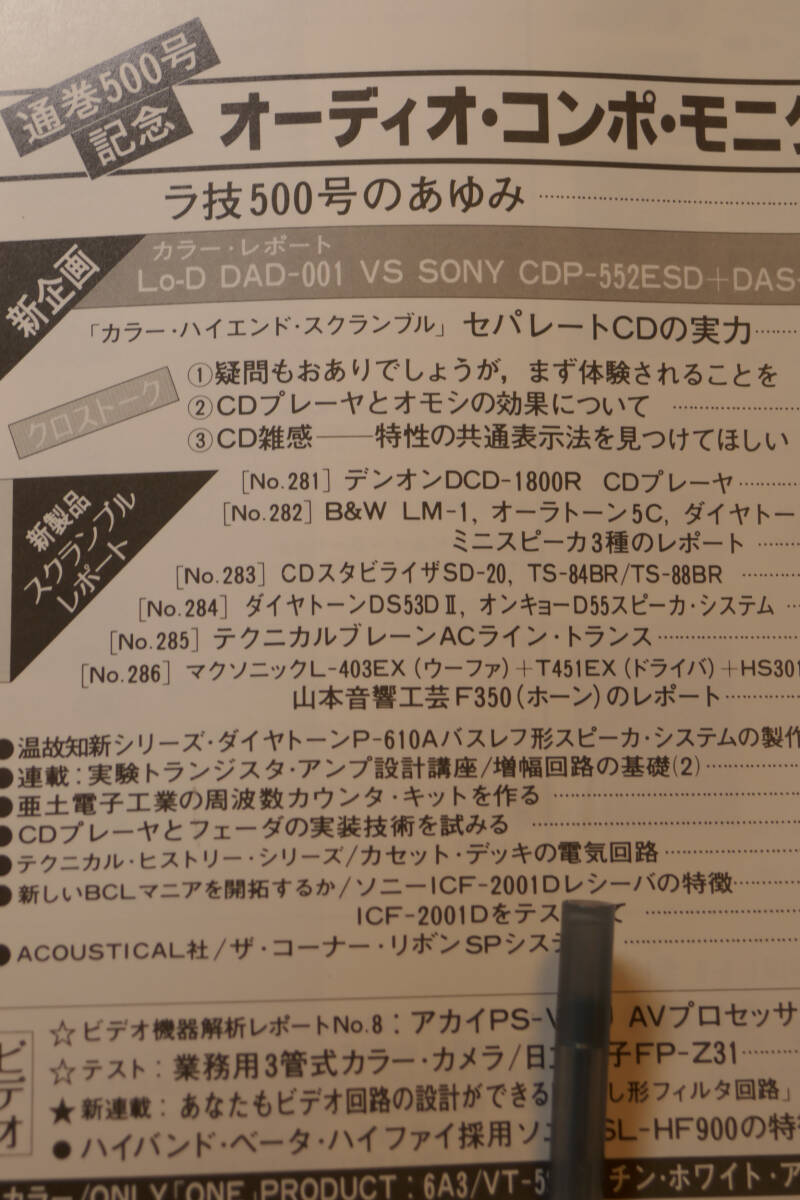 通巻500号
記念
オーディオ・コンポ・モニタ
ラ技500号のあゆみ
新企画
カラー・レポート
Lo-D DAD-001 VS SONY CDP-552ESD+DAS-
「カラー・ハイエンド・スクランブル」セパレートCDの実力
クロストーク
①疑問もおありでしょうが，まず体験されることを
②CDプレーヤとオモシの効果について
③CD雑感――特性の共通表示法を見つけてほしい
新製品
スクランブル
レポート
[No.281] デンオンDCD-1800R CDプレーヤ
[No.282] B&W LM-1, オーラトーン5C, ダイヤトー
ミニスピーカ3種のレポート
[No.283] CDスタビライザSD-20, TS-84BR/TS-88BR
[No.284] ダイヤトーンDS53DⅡ, オンキョーD55スピーカ・システム
[No.285] テクニカルブレーンACライン・トランス
[No.286] マクソニックL-403EX (ウーファ)+T451EX (ドライバ)+HS301
山本音響工芸F350(ホーン)のレポート
●温故知新シリーズ・ダイヤトーンP-610Aバスレフ形スピーカ・システムの製作
●連載：実験トランジスタ・アンプ設計講座/増幅回路の基礎(2)
●亜土電子工業の周波数カウンタ・キットを作る
●CDプレーヤとフェーダの実装技術を試みる
●テクニカル・ヒストリー・シリーズ/カセット・デッキの電気回路
●新しいBCLマニアを開拓するか/ソニーICF-2001Dレシーバの特徴
ICF-2001Dをテス て
●ACOUSTICAL社/ザ・コーナー・リボンSPシステ
ビデオ
☆ビデオ機器解析レポートNo.8：アカイPS-V AVプロセッサ
☆テスト：業務用3管式カラー・カメラ/日 子FP-Z31
★新連載：あなたもビデオ回路の設計ができる し形フィルタ回路」
●ハイバンド・ベータ・ハイファイ採用ソ SL-HF900の特
カラー/ONLY「ONE」PRODUCT：6A3/VT-5 チン・ホワイト・ア